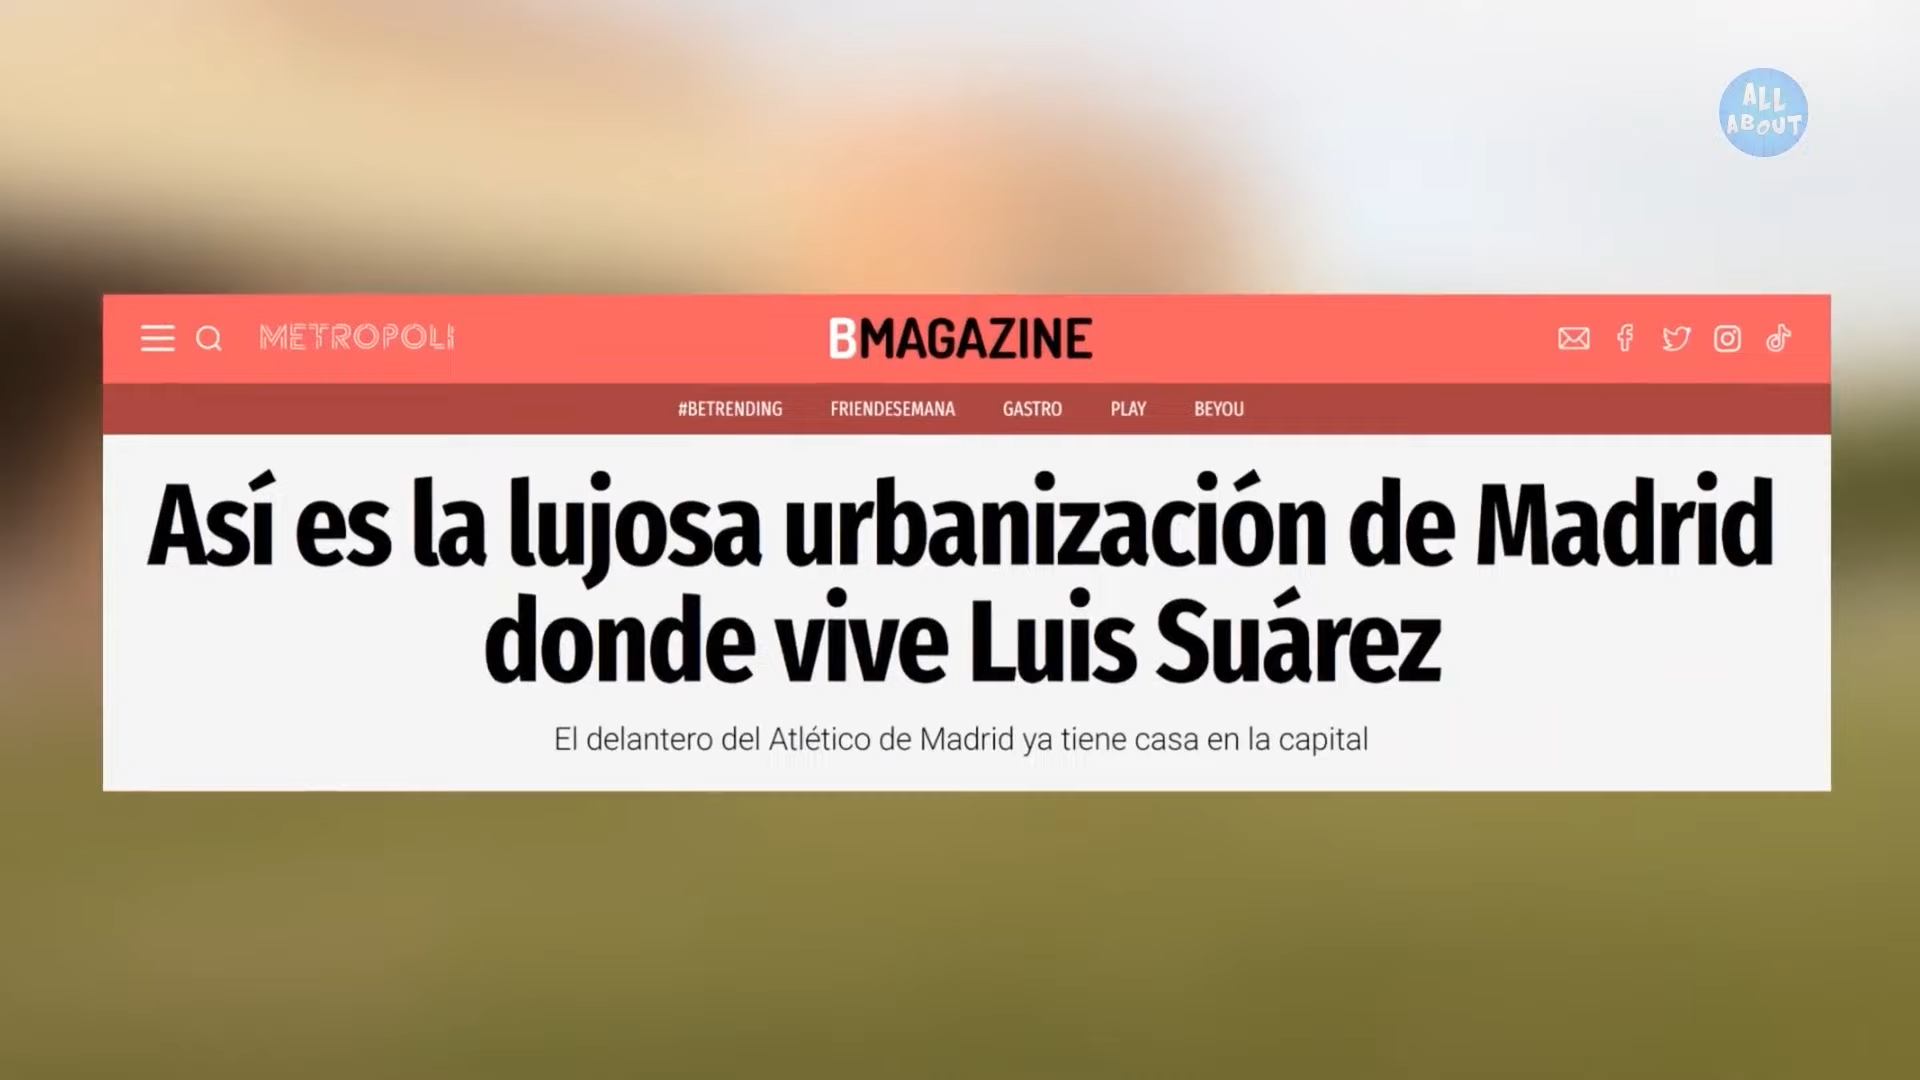 ALL
ABOUT
METROPOLI
BMAGAZINE
#BETRENDING FRIENDESEMANA GASTRO PLAY BEYOU
Así es la lujosa urbanización de Madrid
donde vive Luis Suárez
El delantero del Atlético de Madrid ya tiene casa en la capital